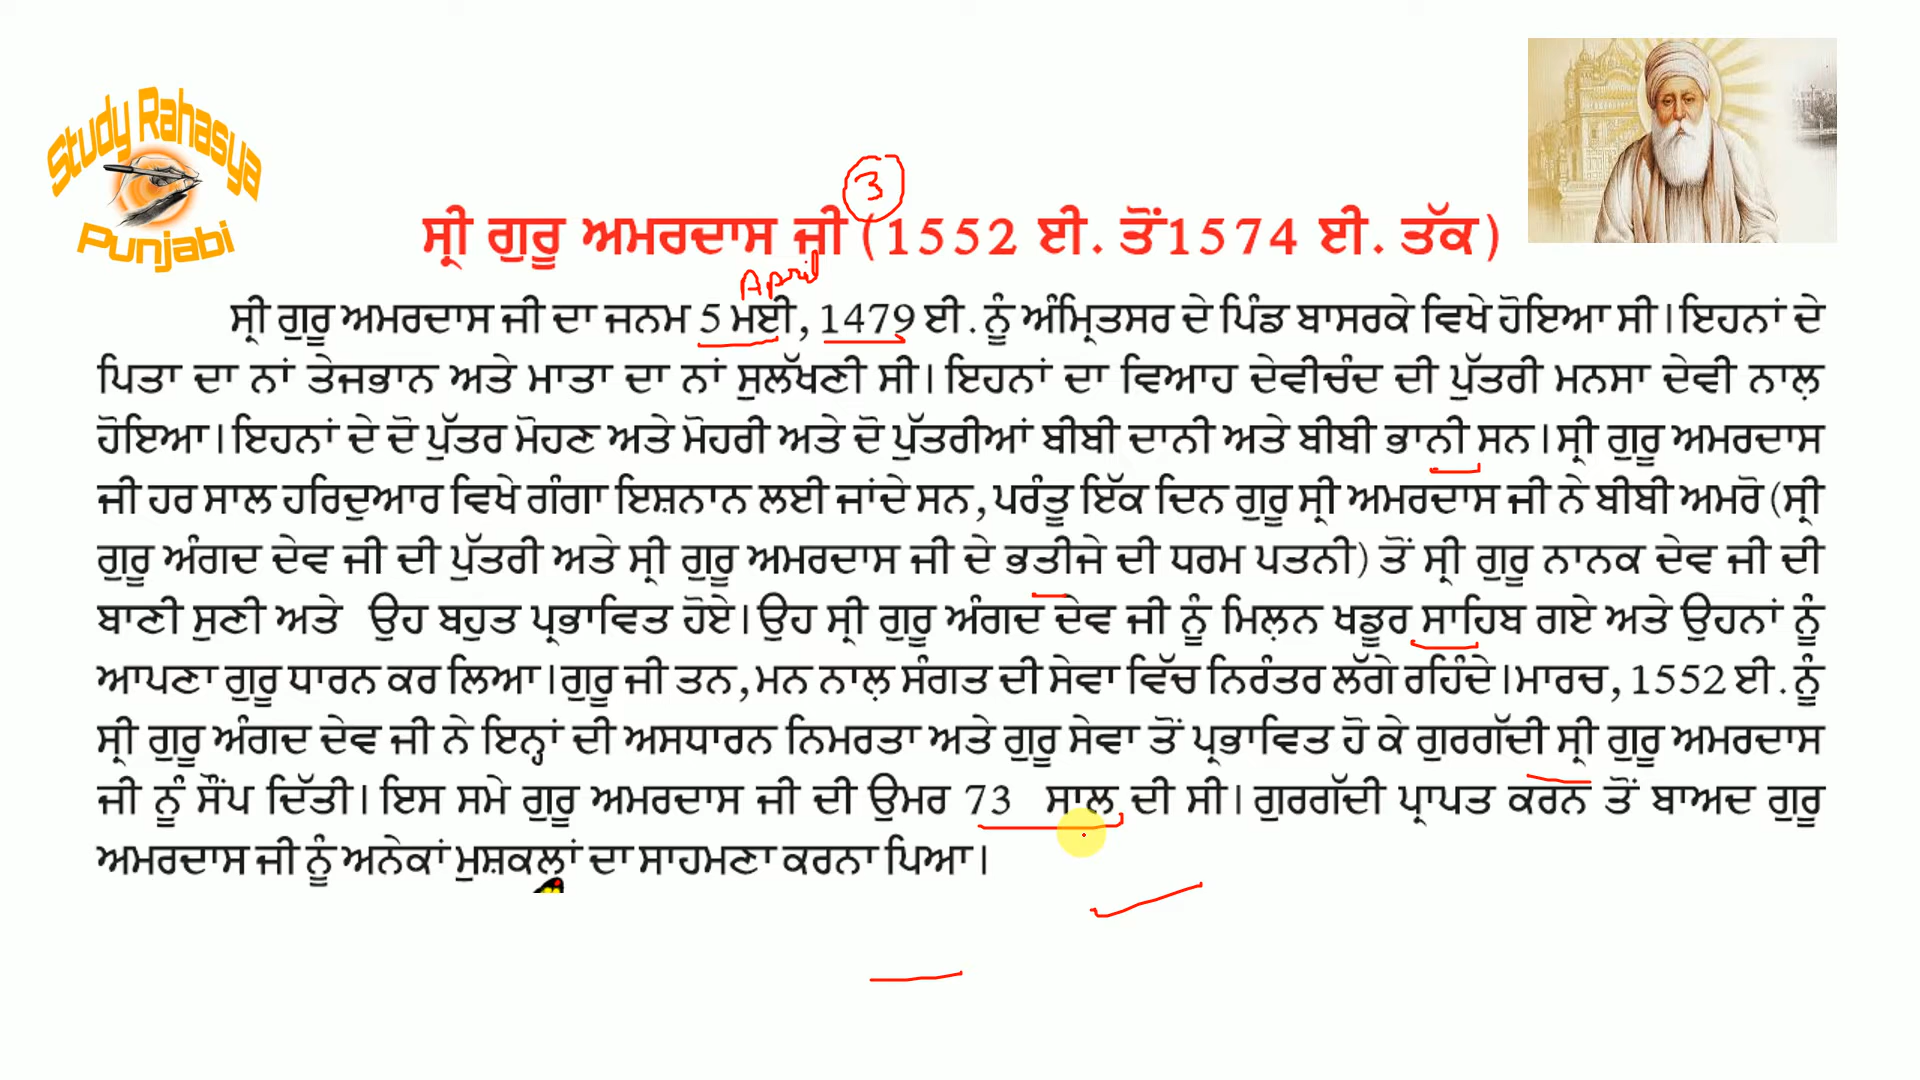 Study Rahasya
Punjabi
3
ਸ੍ਰੀ ਗੁਰੂ ਅਮਰਦਾਸ ਜੀ (1552 ਈ. ਤੋਂ1574 ਈ. ਤੱਕ)
April
ਸ੍ਰੀ ਗੁਰੂ ਅਮਰਦਾਸ ਜੀ ਦਾ ਜਨਮ 5 ਮਈ, 1479 ਈ. ਨੂੰ ਅੰਮ੍ਰਿਤਸਰ ਦੇ ਪਿੰਡ ਬਾਸਰਕੇ ਵਿਖੇ ਹੋਇਆ ਸੀ। ਇਹਨਾਂ ਦੇ
ਪਿਤਾ ਦਾ ਨਾਂ ਤੇਜਭਾਨ ਅਤੇ ਮਾਤਾ ਦਾ ਨਾਂ ਸੁਲੱਖਣੀ ਸੀ। ਇਹਨਾਂ ਦਾ ਵਿਆਹ ਦੇਵੀਚੰਦ ਦੀ ਪੁੱਤਰੀ ਮਨਸਾ ਦੇਵੀ ਨਾਲ਼
ਹੋਇਆ। ਇਹਨਾਂ ਦੇ ਦੋ ਪੁੱਤਰ ਮੋਹਣ ਅਤੇ ਮੋਹਰੀ ਅਤੇ ਦੋ ਪੁੱਤਰੀਆਂ ਬੀਬੀ ਦਾਨੀ ਅਤੇ ਬੀਬੀ ਭਾਨੀ ਸਨ। ਸ੍ਰੀ ਗੁਰੂ ਅਮਰਦਾਸ
ਜੀ ਹਰ ਸਾਲ ਹਰਿਦੁਆਰ ਵਿਖੇ ਗੰਗਾ ਇਸ਼ਨਾਨ ਲਈ ਜਾਂਦੇ ਸਨ, ਪਰੰਤੂ ਇੱਕ ਦਿਨ ਗੁਰੂ ਸ੍ਰੀ ਅਮਰਦਾਸ ਜੀ ਨੇ ਬੀਬੀ ਅਮਰੋ (ਸ੍ਰੀ
ਗੁਰੂ ਅੰਗਦ ਦੇਵ ਜੀ ਦੀ ਪੁੱਤਰੀ ਅਤੇ ਸ੍ਰੀ ਗੁਰੂ ਅਮਰਦਾਸ ਜੀ ਦੇ ਭਤੀਜੇ ਦੀ ਧਰਮ ਪਤਨੀ) ਤੋਂ ਸ੍ਰੀ ਗੁਰੂ ਨਾਨਕ ਦੇਵ ਜੀ ਦੀ
ਬਾਣੀ ਸੁਣੀ ਅਤੇ ਉਹ ਬਹੁਤ ਪ੍ਰਭਾਵਿਤ ਹੋਏ। ਉਹ ਸ੍ਰੀ ਗੁਰੂ ਅੰਗਦ ਦੇਵ ਜੀ ਨੂੰ ਮਿਲ਼ਨ ਖਡੂਰ ਸਾਹਿਬ ਗਏ ਅਤੇ ਉਹਨਾਂ ਨੂੰ
ਆਪਣਾ ਗੁਰੂ ਧਾਰਨ ਕਰ ਲਿਆ। ਗੁਰੂ ਜੀ ਤਨ, ਮਨ ਨਾਲ਼ ਸੰਗਤ ਦੀ ਸੇਵਾ ਵਿੱਚ ਨਿਰੰਤਰ ਲੱਗੇ ਰਹਿੰਦੇ। ਮਾਰਚ, 1552 ਈ. ਨੂੰ
ਸ੍ਰੀ ਗੁਰੂ ਅੰਗਦ ਦੇਵ ਜੀ ਨੇ ਇਨ੍ਹਾਂ ਦੀ ਅਸਧਾਰਨ ਨਿਮਰਤਾ ਅਤੇ ਗੁਰੂ ਸੇਵਾ ਤੋਂ ਪ੍ਰਭਾਵਿਤ ਹੋ ਕੇ ਗੁਰਗੱਦੀ ਸ੍ਰੀ ਗੁਰੂ ਅਮਰਦਾਸ
ਜੀ ਨੂੰ ਸੌਂਪ ਦਿੱਤੀ। ਇਸ ਸਮੇ ਗੁਰੂ ਅਮਰਦਾਸ ਜੀ ਦੀ ਉਮਰ 73 ਸਾਲ ਦੀ ਸੀ। ਗੁਰਗੱਦੀ ਪ੍ਰਾਪਤ ਕਰਨ ਤੋਂ ਬਾਅਦ ਗੁਰੂ
ਅਮਰਦਾਸ ਜੀ ਨੂੰ ਅਨੇਕਾਂ ਮੁਸ਼ਕਲਾਂ ਦਾ ਸਾਹਮਣਾ ਕਰਨਾ ਪਿਆ।